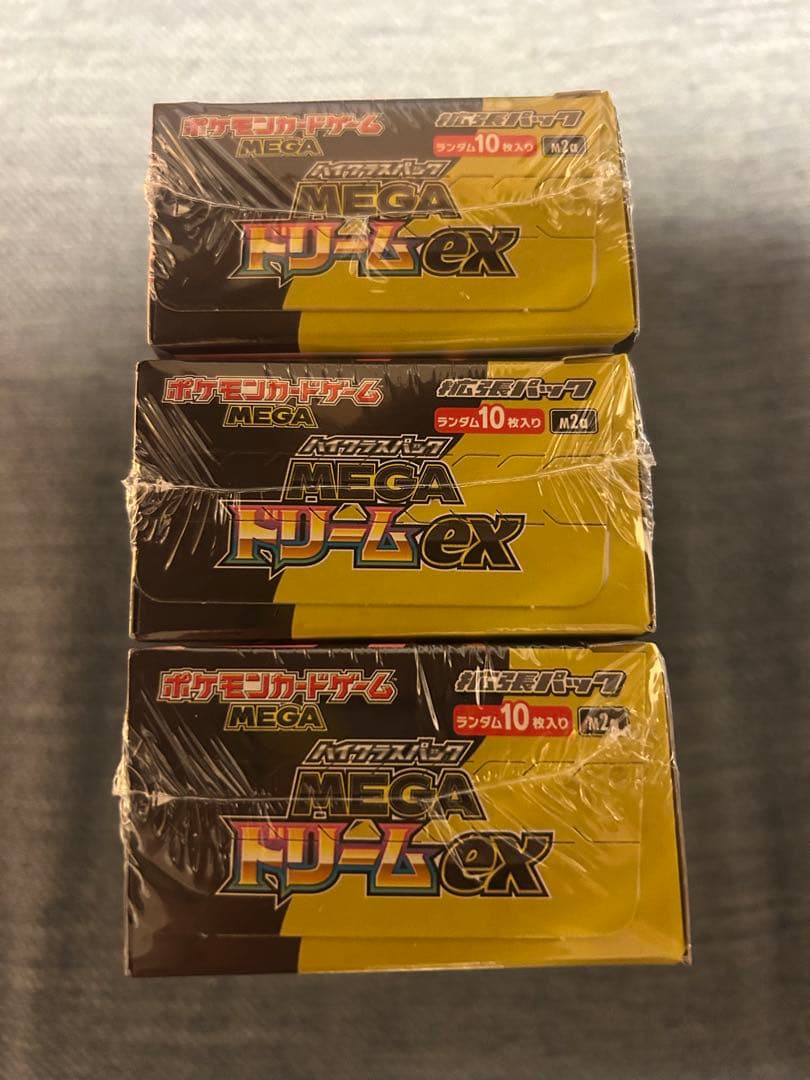 ポケモンカードゲーム
MEGA
拡張パック
ランダム10枚入り M2a
ハイクラスパック
MEGA
ドリームex
ポケモンカードゲーム
MEGA
拡張パック
ランダム10枚入り M2a
ハイクラスパック
MEGA
ドリームex
ポケモンカードゲーム
MEGA
拡張パック
ランダム10枚入り M2a
ハイクラスパック
MEGA
ドリームex